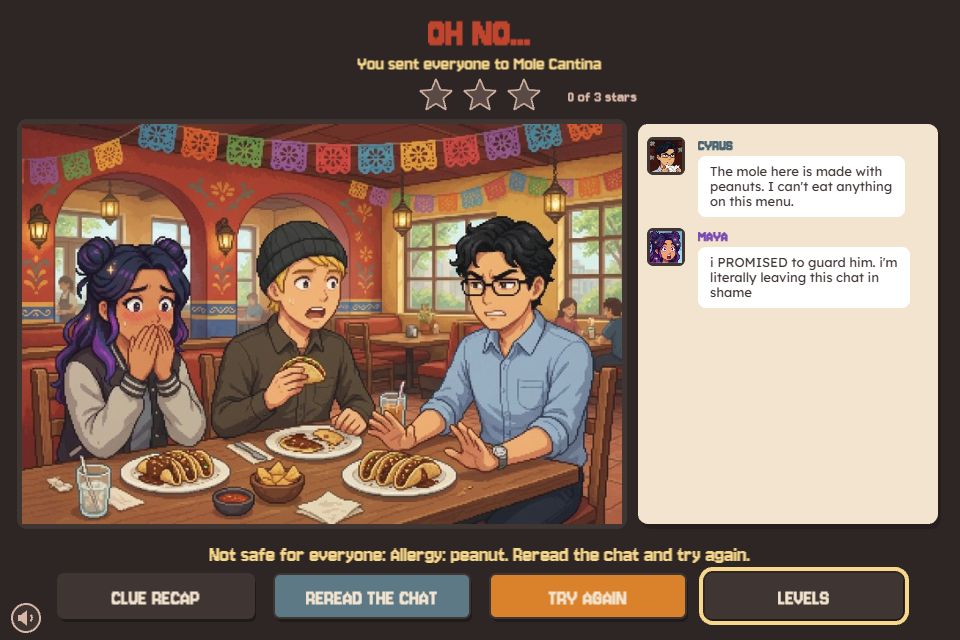 OH NO...
You sent everyone to Mole Cantina
0 of 3 stars
CYRUS
The mole here is made with
peanuts. I can't eat anything
on this menu.
MAYA
i PROMISED to guard him. i'm
literally leaving this chat in
shame
Not safe for everyone: Allergy: peanut. Reread the chat and try again.
CLUE RECAP
REREAD THE CHAT
TRY AGAIN
LEVELS